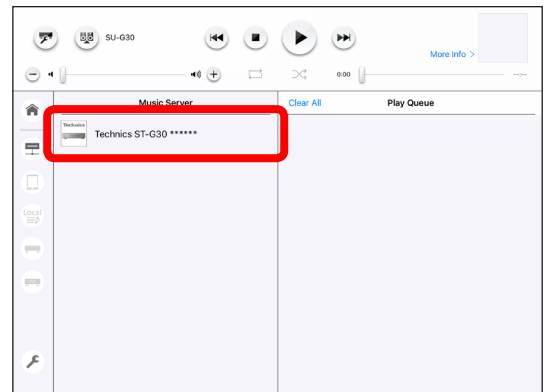 SU-G30
More Info >
0:00
--:--
Music Server
Clear All
Play Queue
Technics
Technics ST-G30 ******
Local